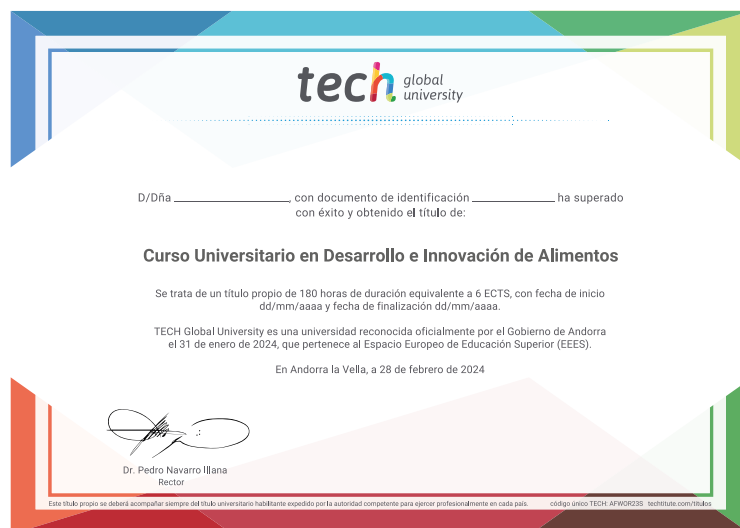 tech global university
D/Dña ______________, con documento de identificación ______________ ha superado
con éxito y obtenido el título de:
Curso Universitario en Desarrollo e Innovación de Alimentos
Se trata de un título propio de 180 horas de duración equivalente a 6 ECTS, con fecha de inicio
dd/mm/aaaa y fecha de finalización dd/mm/aaaa.
TECH Global University es una universidad reconocida oficialmente por el Gobierno de Andorra
el 31 de enero de 2024, que pertenece al Espacio Europeo de Educación Superior (EEES).
En Andorra la Vella, a 28 de febrero de 2024
Dr. Pedro Navarro Illana
Rector
Este título propio se deberá acompañar siempre del título universitario habilitante expedido por la autoridad competente para ejercer profesionalmente en cada país. código único TECH: AFWOR23S techtitute.com/titulos